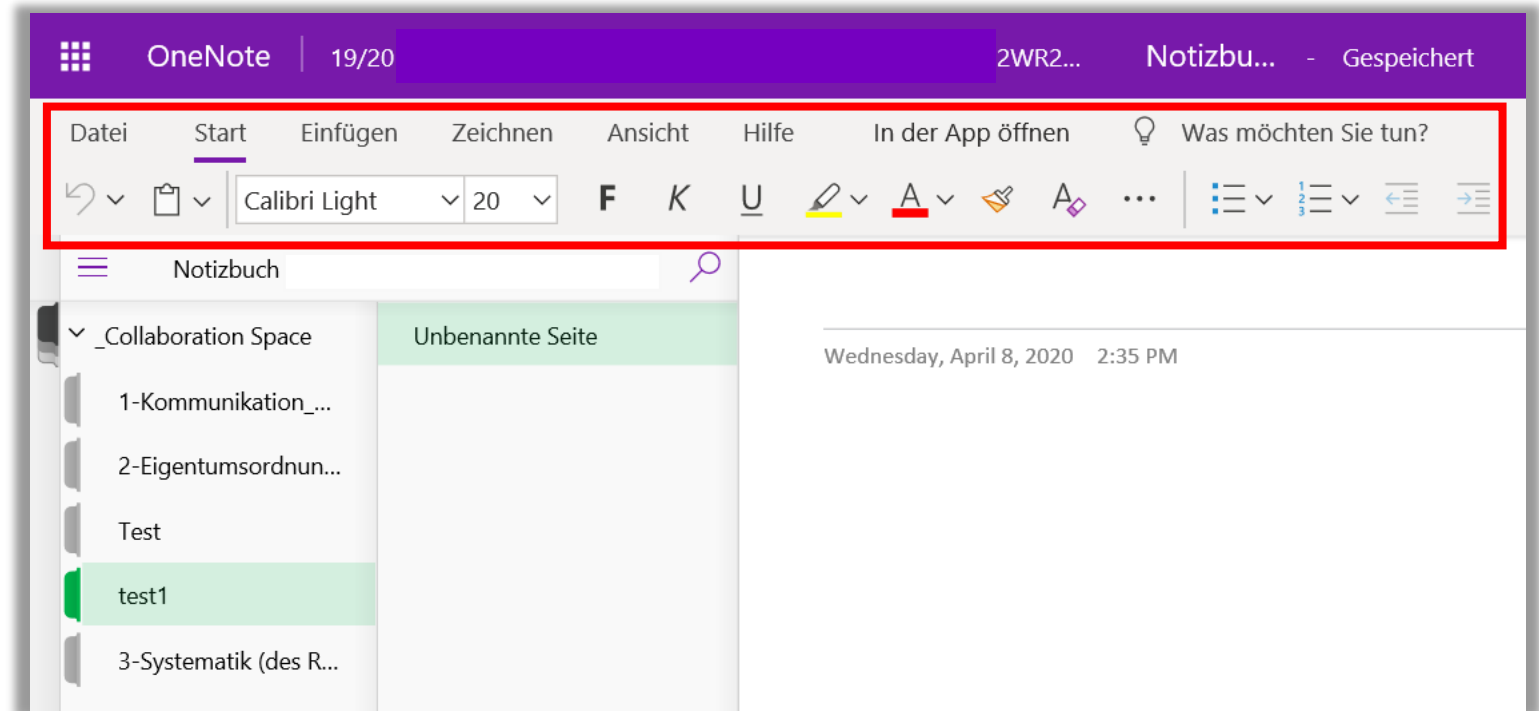 OneNote | 19/20 2WR2... Notizbu... - Gespeichert
Datei Start Einfügen Zeichnen Ansicht Hilfe In der App öffnen Was möchten Sie tun?
Calibri Light 20 F K U A A ...
Notizbuch
_Collaboration Space
Unbenannte Seite
1-Kommunikation_...
2-Eigentumsordnun...
Test
test1
3-Systematik (des R...
Wednesday, April 8, 2020 2:35 PM